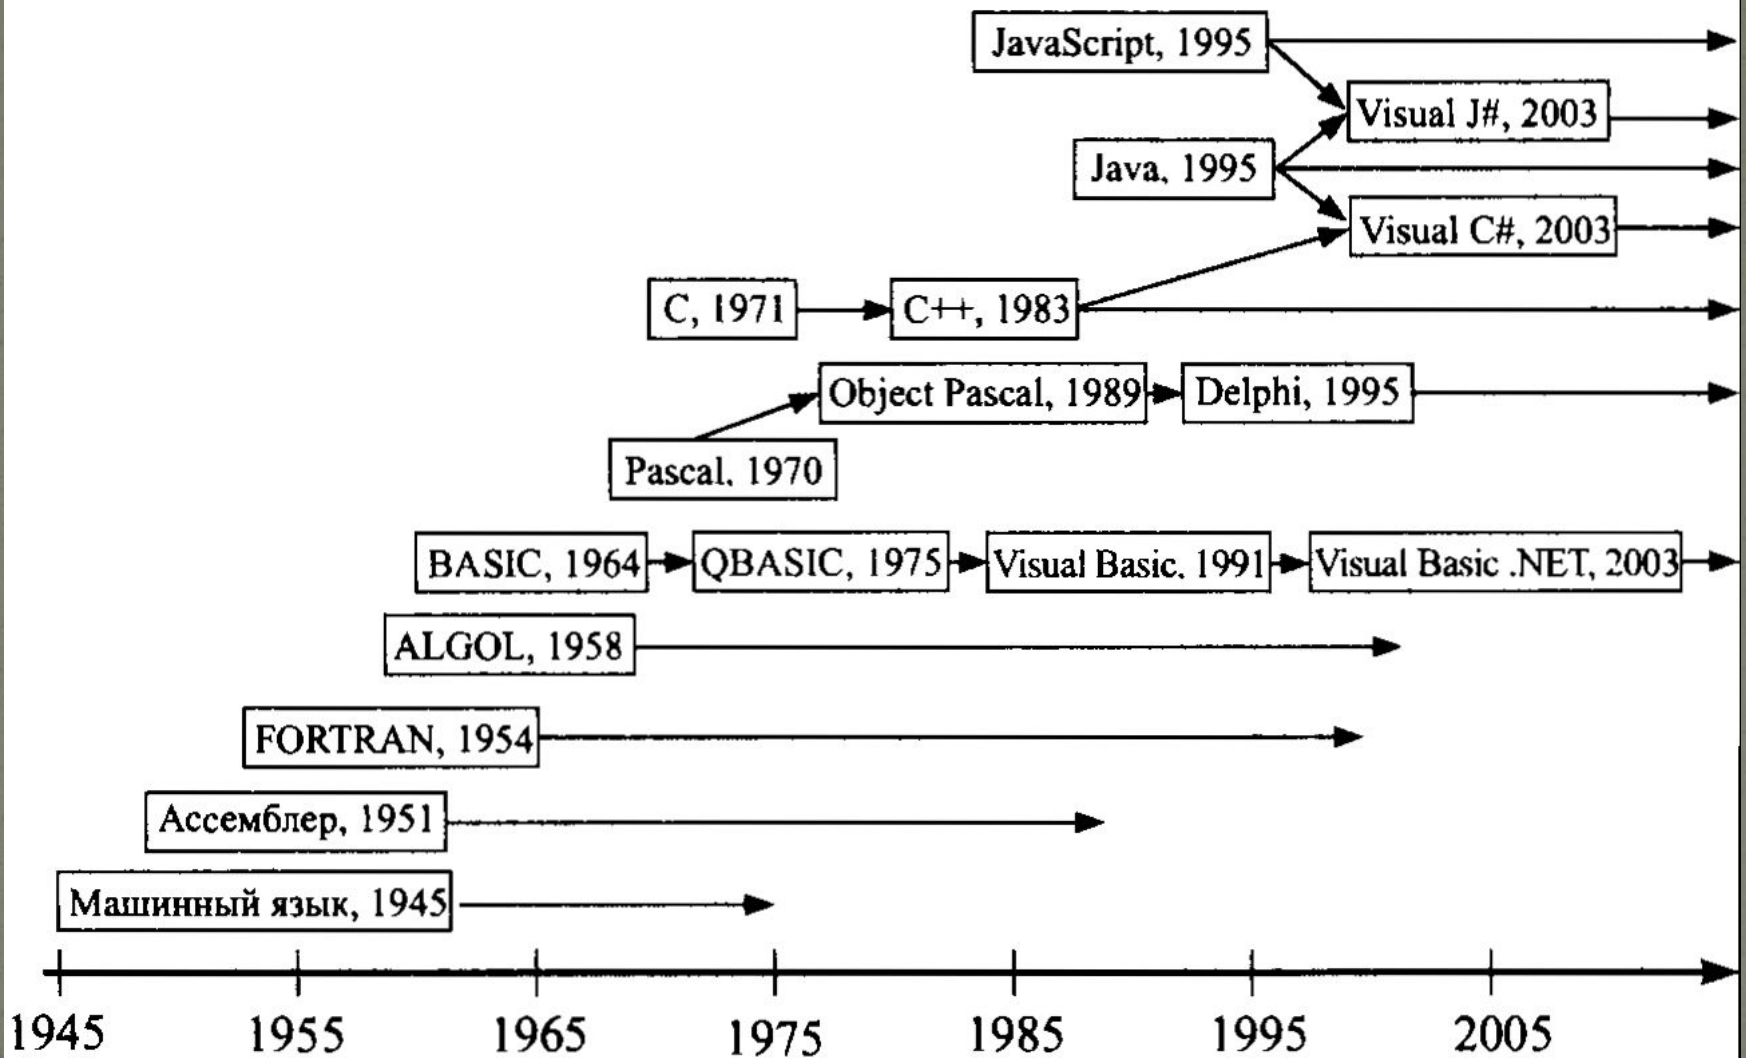 JavaScript, 1995
Visual J#, 2003
Java, 1995
Visual C#, 2003
C, 1971
C++, 1983
Object Pascal, 1989
Delphi, 1995
Pascal, 1970
BASIC, 1964
QBASIC, 1975
Visual Basic, 1991
Visual Basic .NET, 2003
ALGOL, 1958
FORTRAN, 1954
Ассемблер, 1951
Машинный язык, 1945
1945
1955
1965
1975
1985
1995
2005